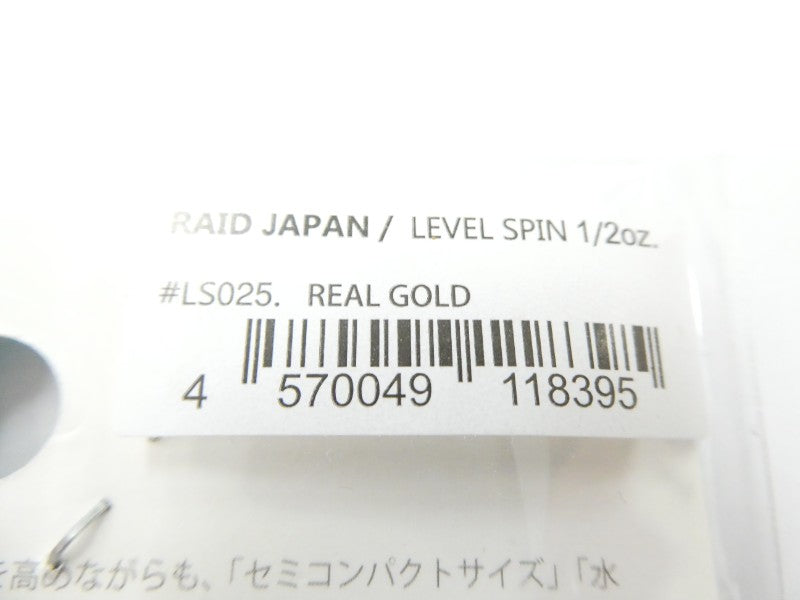 RAID JAPAN / LEVEL SPIN 1/2oz.
#LS025. REAL GOLD
4 570049 118395
を高めながらも、「セミコンパクトサイズ」「水